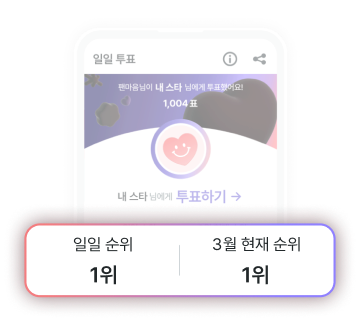 일일 투표
팬마음님이 내 스타 님에게 투표했어요!
1,004 표
내 스타 님에게 투표하기 →
일일 순위
1위
3월 현재 순위
1위